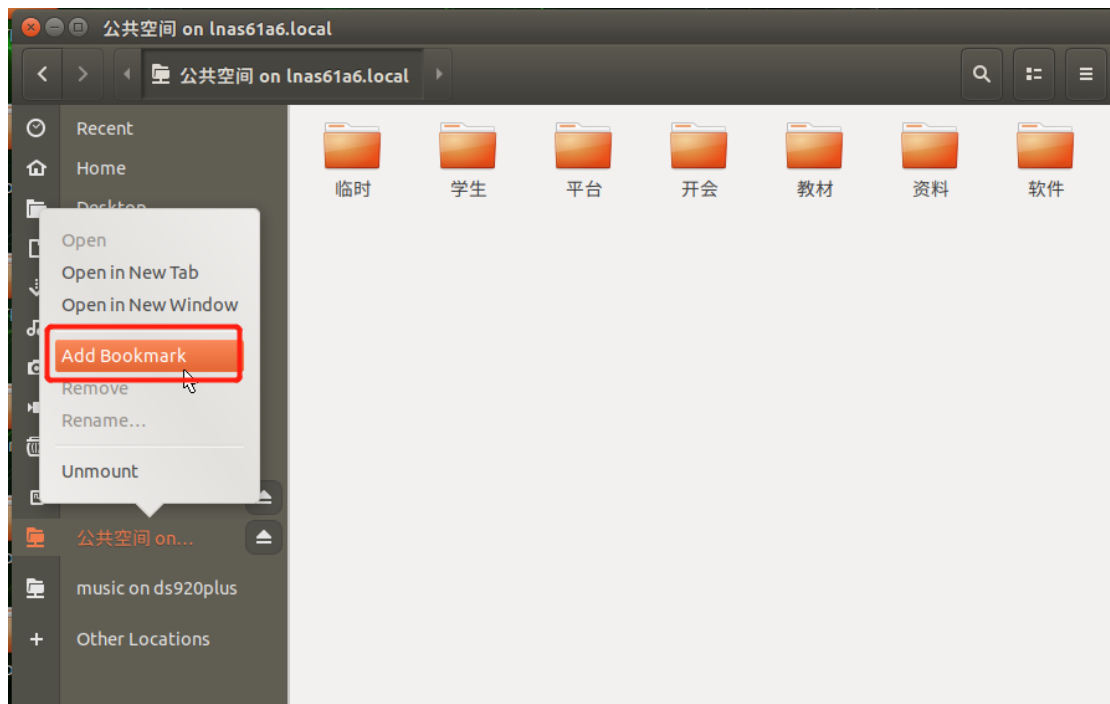 公共空间 on lnas61a6.local
公共空间 on lnas61a6.local
Recent
Home
Desktop
Open
Open in New Tab
Open in New Window
Add Bookmark
Remove
Rename...
Unmount
公共空间 on...
music on ds920plus
Other Locations
临时
学生
平台
开会
教材
资料
软件